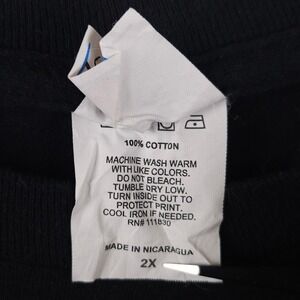 100% COTTON
MACHINE WASH WARM
WITH LIKE COLORS.
DO NOT BLEACH.
TUMBLE DRY LOW.
TURN INSIDE OUT TO
PROTECT PRINT.
COOL IRON IF NEEDED.
RN# 111830
MADE IN NICARAGUA
2X